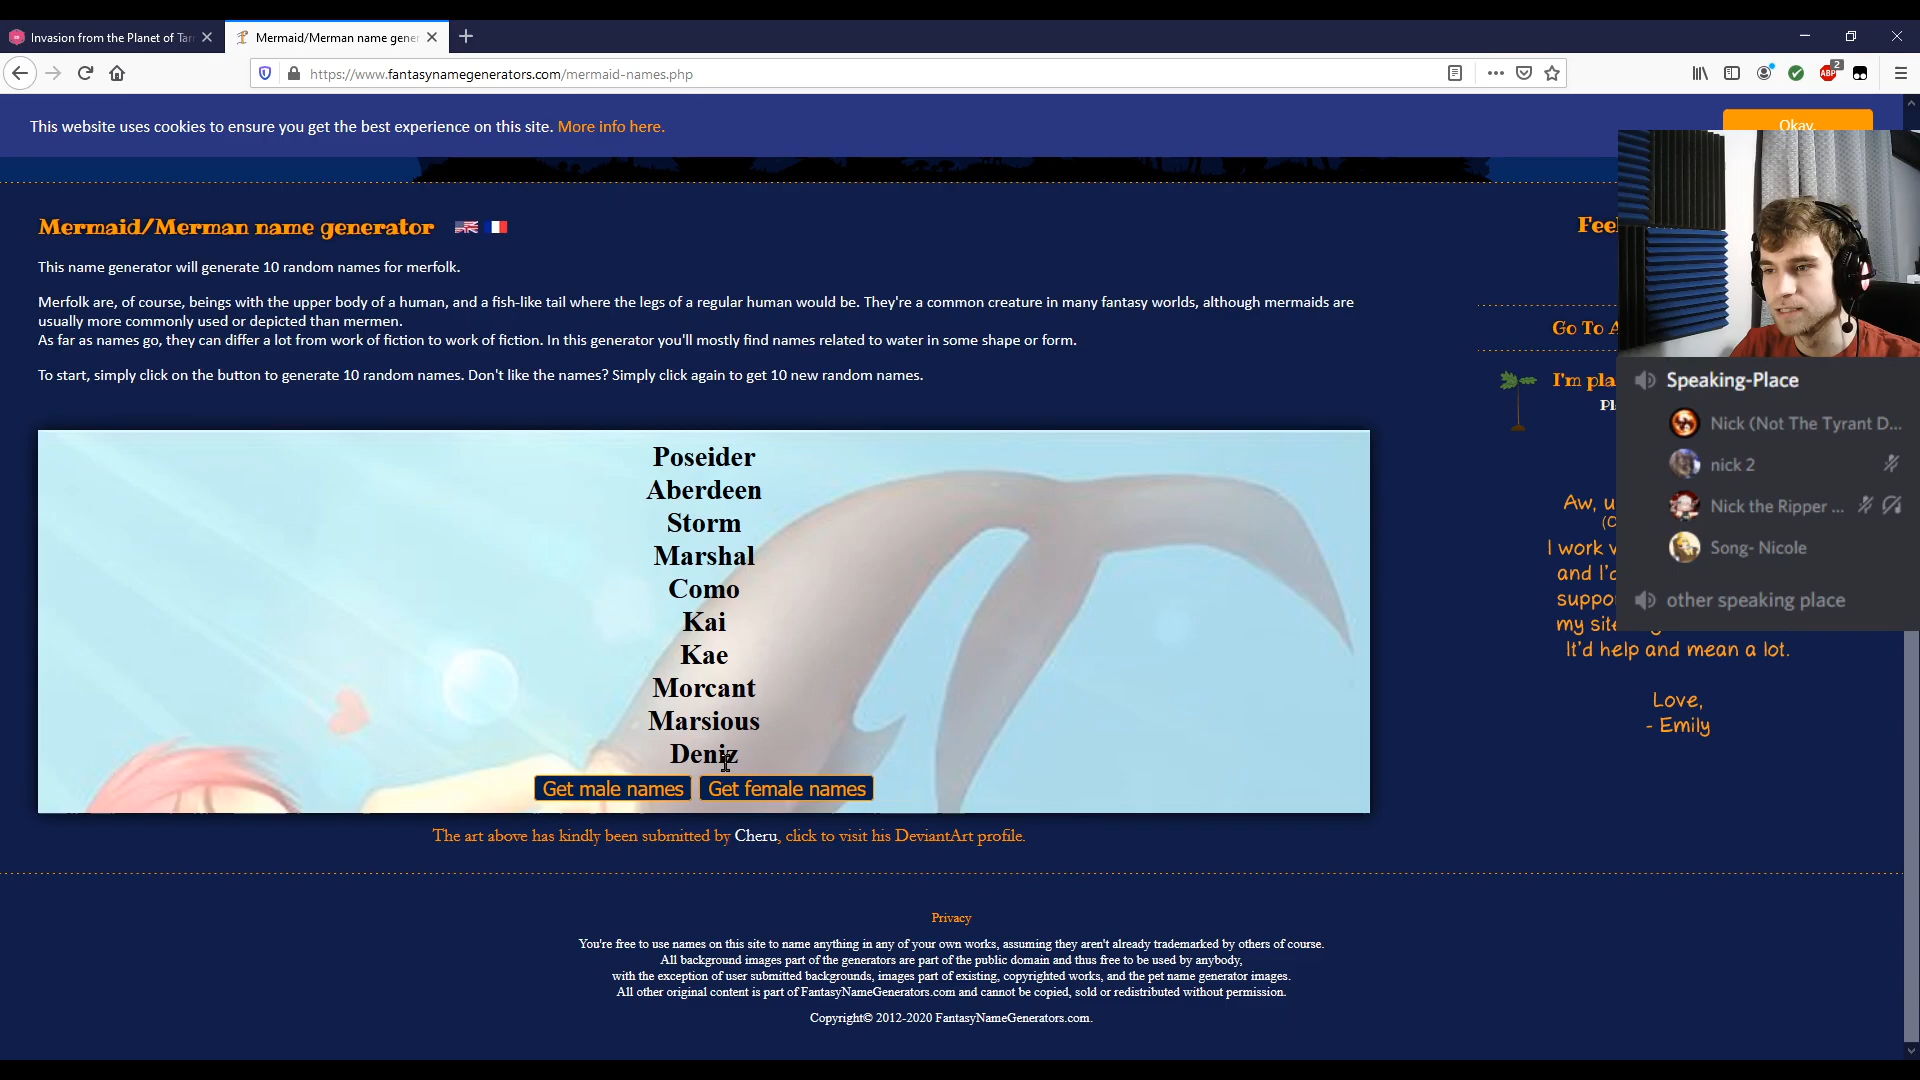 Invasion from the Planet of Tar
Mermaid/Merman name gener
https://www.fantasynamegenerators.com/mermaid-names.php
ABP
2
This website uses cookies to ensure you get the best experience on this site. More info here.
Okay
Mermaid/Merman name generator
This name generator will generate 10 random names for merfolk.
Merfolk are, of course, beings with the upper body of a human, and a fish-like tail where the legs of a regular human would be. They're a common creature in many fantasy worlds, although mermaids are
usually more commonly used or depicted than mermen.
As far as names go, they can differ a lot from work of fiction to work of fiction. In this generator you'll mostly find names related to water in some shape or form.
To start, simply click on the button to generate 10 random names. Don't like the names? Simply click again to get 10 new random names.
Poseider
Aberdeen
Storm
Marshal
Como
Kai
Kae
Morcant
Marsious
Deniz
Get male names
Get female names
The art above has kindly been submitted by Cheru, click to visit his DeviantArt profile.
Privacy
You're free to use names on this site to name anything in any of your own works, assuming they aren't already trademarked by others of course.
All background images part of the generators are part of the public domain and thus free to be used by anybody,
with the exception of user submitted backgrounds, images part of existing, copyrighted works, and the pet name generator images.
All other original content is part of FantasyNameGenerators.com and cannot be copied, sold or redistributed without permission.
Copyright© 2012-2020 FantasyNameGenerators.com.
Feel
Go To A
I'm pla
Pl
Aw, u
(O
I work
and I'd
suppo
my site
It'd help and mean a lot.
Love,
- Emily
Speaking-Place
Nick (Not The Tyrant D...
nick 2
Nick the Ripper ...
Song- Nicole
other speaking place